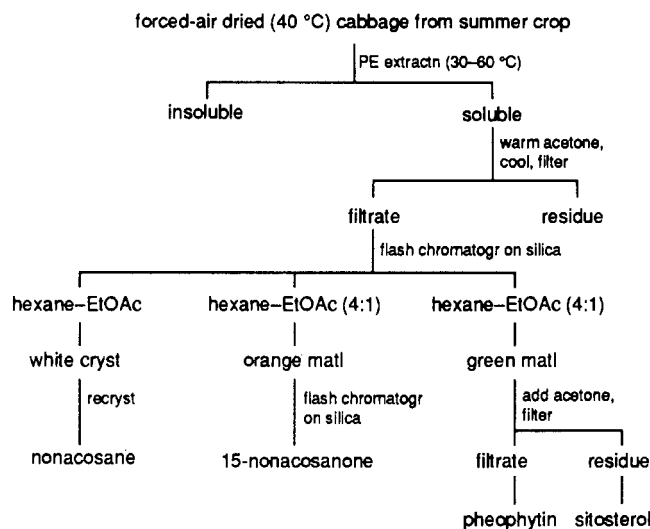 forced-air dried (40 °C) cabbage from summer crop
PE extractn (30–60 °C)
insoluble soluble
warm acetone,
cool, filter
filtrate residue
flash chromatogr on silica
hexane–EtOAc hexane–EtOAc (4:1) hexane–EtOAc (4:1)
white cryst orange matl green matl
recryst flash chromatogr add acetone,
on silica filter
nonacosane 15-nonacosanone filtrate residue
pheophytin sitosterol